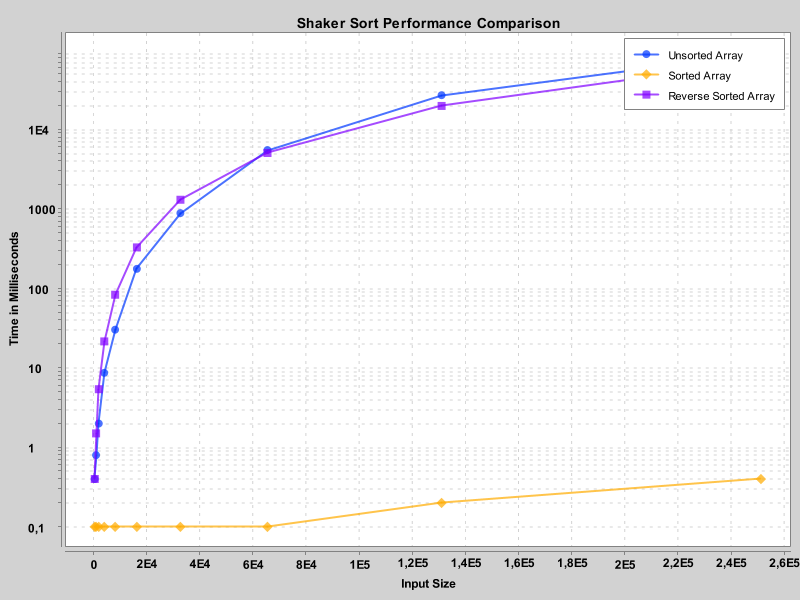 Shaker Sort Performance Comparison
Unsorted Array
Sorted Array
Reverse Sorted Array
Time in Milliseconds
1E4
1000
100
10
1
0,1
0 2E4 4E4 6E4 8E4 1E5 1,2E5 1,4E5 1,6E5 1,8E5 2E5 2,2E5 2,4E5 2,6E5
Input Size